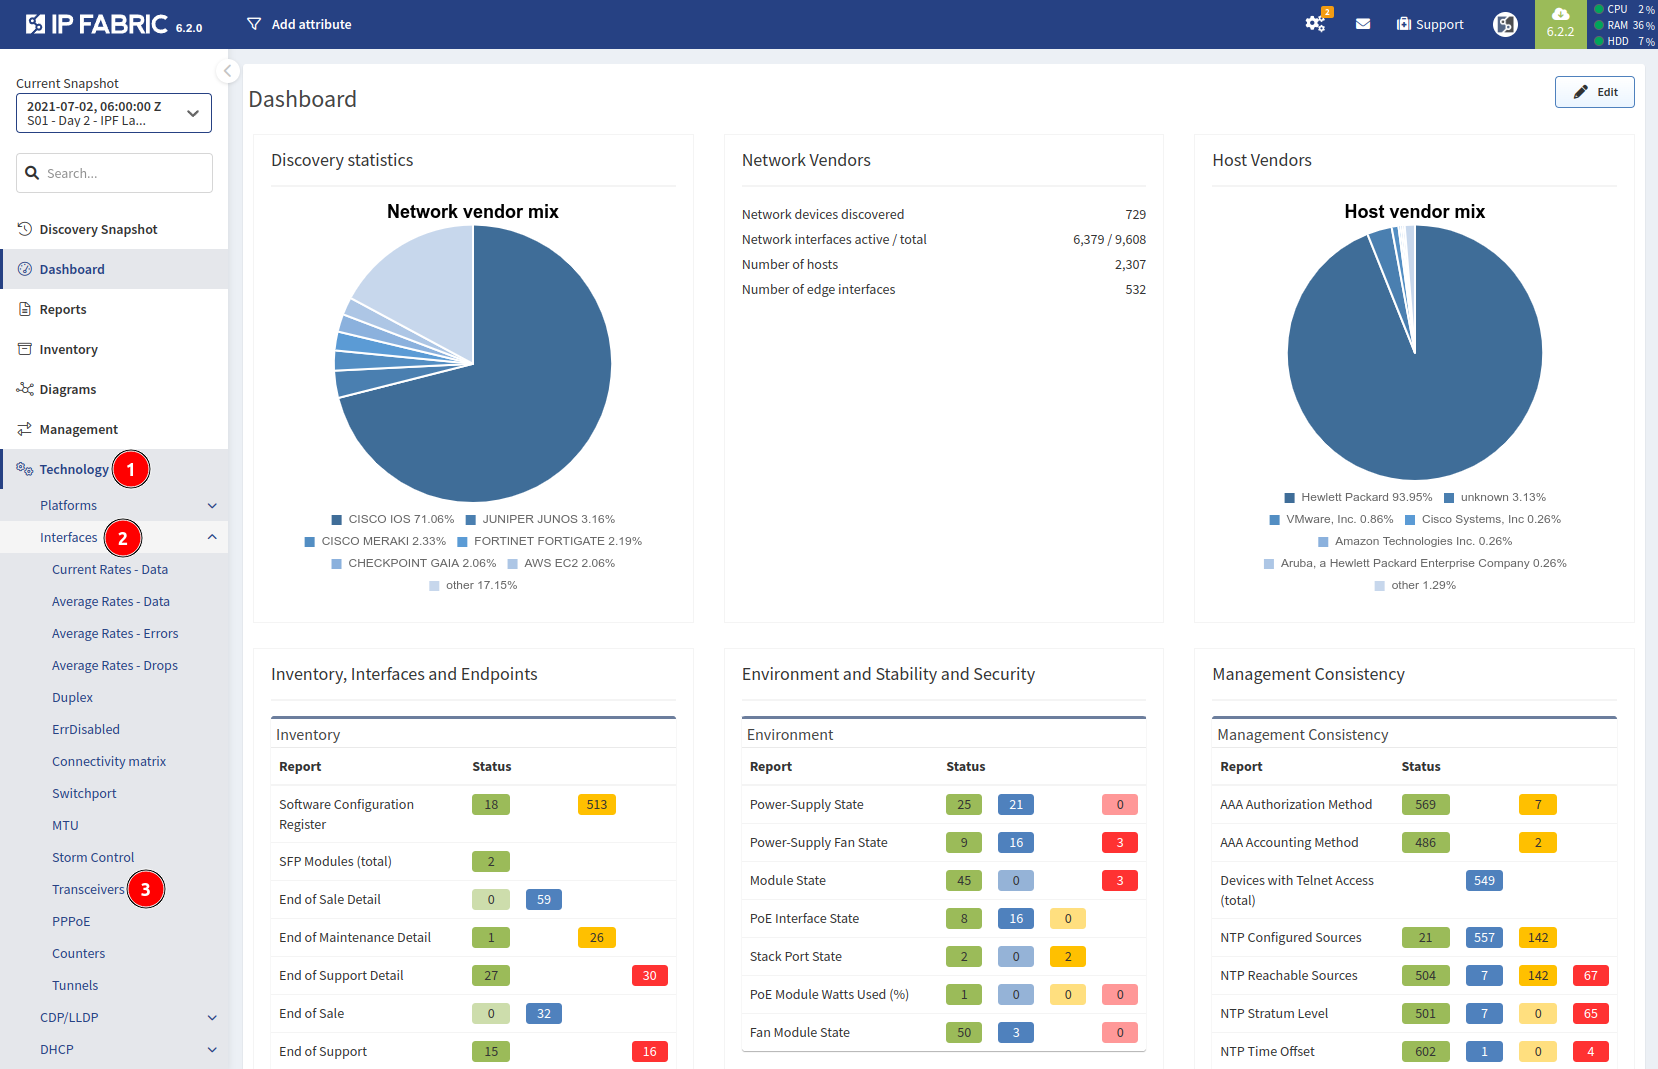 IP FABRIC 6.2.0
Add attribute
2
Support
6.2.2
CPU 2 %
RAM 36 %
HDD 7 %
Current Snapshot
2021-07-02, 06:00:00 Z
S01 - Day 2 - IPF La...
Search...
Discovery Snapshot
Dashboard
Reports
Inventory
Diagrams
Management
Technology 1
Platforms
Interfaces 2
Current Rates - Data
Average Rates - Data
Average Rates - Errors
Average Rates - Drops
Duplex
ErrDisabled
Connectivity matrix
Switchport
MTU
Storm Control
Transceivers 3
PPPoE
Counters
Tunnels
CDP/LLDP
DHCP
Dashboard
Edit
Discovery statistics
Network vendor mix
CISCO IOS 71.06% JUNIPER JUNOS 3.16%
CISCO MERAKI 2.33% FORTINET FORTIGATE 2.19%
CHECKPOINT GAIA 2.06% AWS EC2 2.06%
other 17.15%
Network Vendors
Network devices discovered 729
Network interfaces active / total 6,379 / 9,608
Number of hosts 2,307
Number of edge interfaces 532
Host Vendors
Host vendor mix
Hewlett Packard 93.95% unknown 3.13%
VMware, Inc. 0.86% Cisco Systems, Inc 0.26%
Amazon Technologies Inc. 0.26%
Aruba, a Hewlett Packard Enterprise Company 0.26%
other 1.29%
Inventory, Interfaces and Endpoints
Inventory
Report Status
Software Configuration Register 18 513
SFP Modules (total) 2
End of Sale Detail 0 59
End of Maintenance Detail 1 26
End of Support Detail 27 30
End of Sale 0 32
End of Support 15 16
Environment and Stability and Security
Environment
Report Status
Power-Supply State 25 21 0
Power-Supply Fan State 9 16 3
Module State 45 0 3
PoE Interface State 8 16 0
Stack Port State 2 0 2
PoE Module Watts Used (%) 1 0 0 0
Fan Module State 50 3 0
Management Consistency
Management Consistency
Report Status
AAA Authorization Method 569 7
AAA Accounting Method 486 2
Devices with Telnet Access (total) 549
NTP Configured Sources 21 557 142
NTP Reachable Sources 504 7 142 67
NTP Stratum Level 501 7 0 65
NTP Time Offset 602 1 0 4